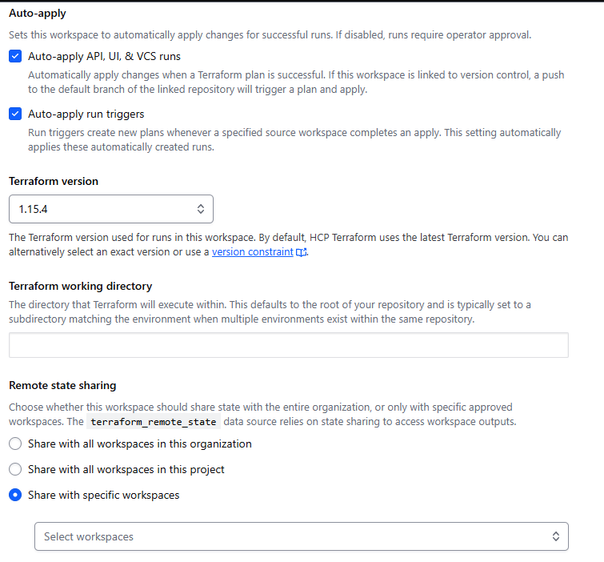 Auto-apply
Sets this workspace to automatically apply changes for successful runs. If disabled, runs require operator approval.
Auto-apply API, UI, & VCS runs
Automatically apply changes when a Terraform plan is successful. If this workspace is linked to version control, a push
to the default branch of the linked repository will trigger a plan and apply.
Auto-apply run triggers
Run triggers create new plans whenever a specified source workspace completes an apply. This setting automatically
applies these automatically created runs.
Terraform version
1.15.4
The Terraform version used for runs in this workspace. By default, HCP Terraform uses the latest Terraform version. You can
alternatively select an exact version or use a version constraint.
Terraform working directory
The directory that Terraform will execute within. This defaults to the root of your repository and is typically set to a
subdirectory matching the environment when multiple environments exist within the same repository.
Remote state sharing
Choose whether this workspace should share state with the entire organization, or only with specific approved
workspaces. The terraform_remote_state data source relies on state sharing to access workspace outputs.
Share with all workspaces in this organization
Share with all workspaces in this project
Share with specific workspaces
Select workspaces